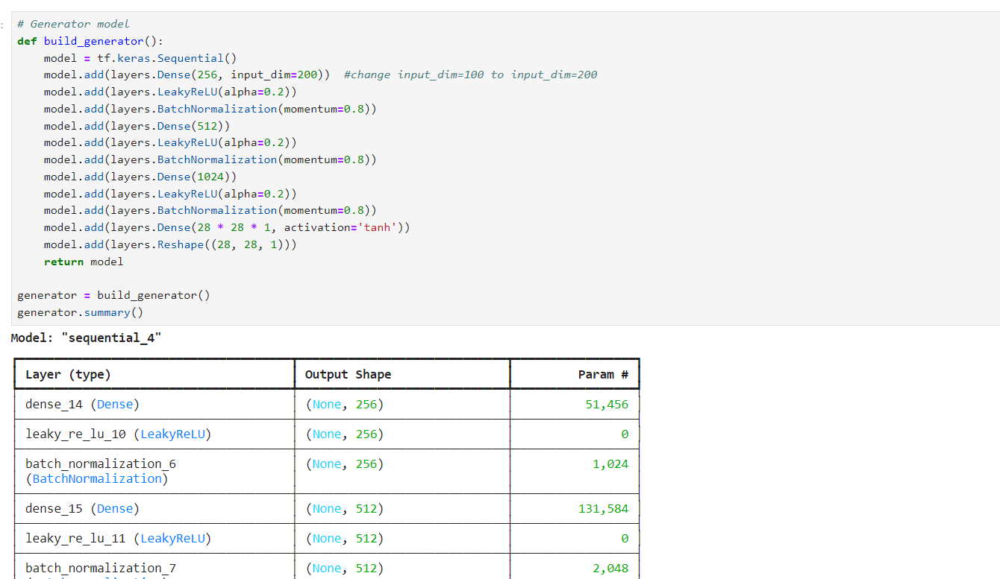 :
# Generator model
def build_generator():
    model = tf.keras.Sequential()
    model.add(layers.Dense(256, input_dim=200))  #change input_dim=100 to input_dim=200
    model.add(layers.LeakyReLU(alpha=0.2))
    model.add(layers.BatchNormalization(momentum=0.8))
    model.add(layers.Dense(512))
    model.add(layers.LeakyReLU(alpha=0.2))
    model.add(layers.BatchNormalization(momentum=0.8))
    model.add(layers.Dense(1024))
    model.add(layers.LeakyReLU(alpha=0.2))
    model.add(layers.BatchNormalization(momentum=0.8))
    model.add(layers.Dense(28 * 28 * 1, activation='tanh'))
    model.add(layers.Reshape((28, 28, 1)))
    return model
generator = build_generator()
generator.summary()
Model: "sequential_4"
Layer (type) Output Shape Param #
dense_14 (Dense) (None, 256) 51,456
leaky_re_lu_10 (LeakyReLU) (None, 256) 0
batch_normalization_6 (None, 256) 1,024
(BatchNormalization)
dense_15 (Dense) (None, 512) 131,584
leaky_re_lu_11 (LeakyReLU) (None, 512) 0
batch_normalization_7 (None, 512) 2,048